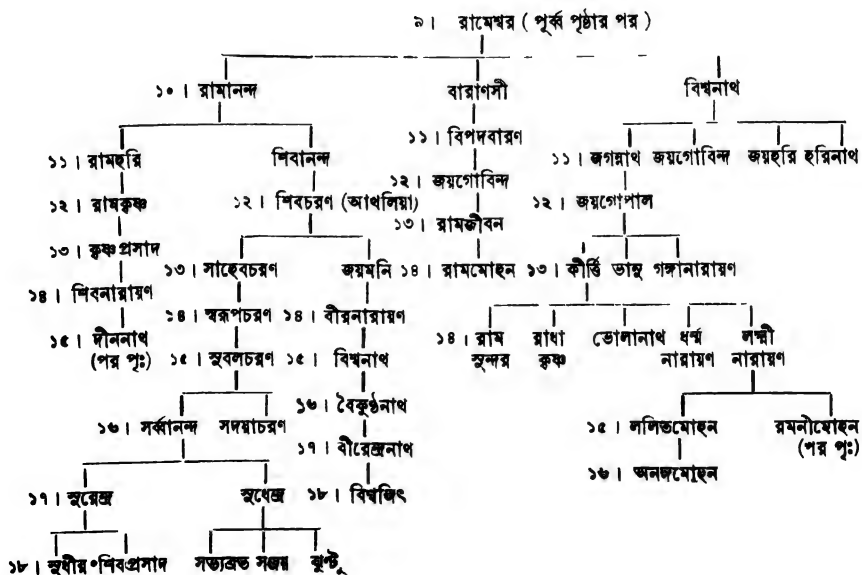 ৯। রামেশ্বর (পূর্ব্ব পৃষ্ঠার পর)
১০। রামানন্দ বারাণসী বিশ্বনাথ
১১। রামহরি শিবানন্দ ১১। বিপদবারণ ১১। জগন্নাথ জয়গোবিন্দ জয়হরি হরিনাথ
১২। রামকৃষ্ণ ১২। শিবচরণ (আখলিয়া) ১২। জয়গোবিন্দ ১২। জয়গোপাল
১৩। কৃষ্ণপ্রসাদ ১৩। সাহেবচরণ জয়মনি ১৩। রামজীবন
১৪। রামমোহন ১৩। কীর্ত্তি ভানু গঙ্গানারায়ণ
১৪। শিবনারায়ণ ১৪। স্বরূপচরণ ১৪। বীরনারায়ণ
১৪। রাম রাধা ভোলানাথ ধর্ম্ম লক্ষ্মী
সুন্দর কৃষ্ণ নারায়ণ নারায়ণ
১৫। দীননাথ ১৫। সুবলচরণ ১৫। বিশ্বনাথ
(পর পৃঃ)
১৬। সর্ব্বানন্দ সদয়াচরণ ১৬। বৈকুণ্ঠনাথ ১৫। ললিতমোহন রমনীমোহন
(পর পৃঃ)
১৭। বীরেন্দ্রনাথ ১৬। অনঙ্গমোহন
১৭। সুরেন্দ্র সুধেন্দ্র ১৮। বিশ্বজিৎ
১৮। সুধীর শিবপ্রসাদ সত্যব্রত সঞ্জয় ঝুণ্টু